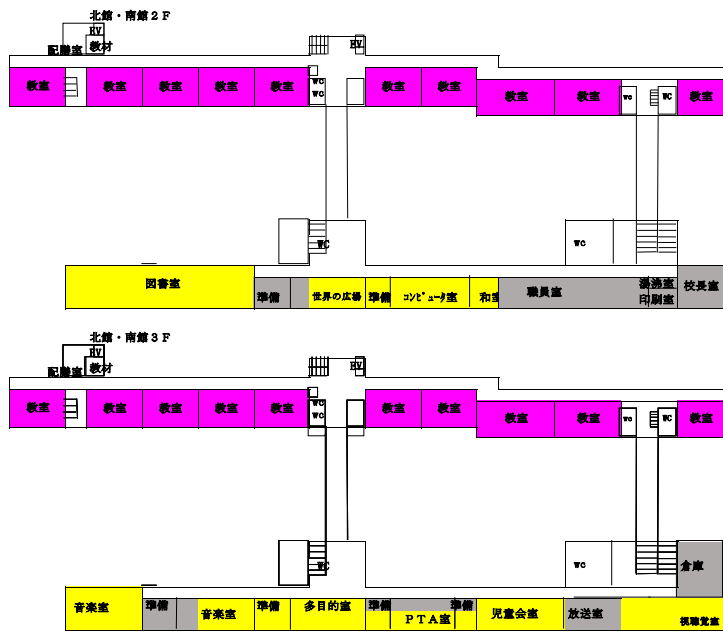 北館・南館２Ｆ
EV
配膳室 教材
EV
教室 教室 教室 教室 教室 WC 教室 教室
WC
教室 教室 WC WC 教室
WC WC
図書室
準備 世界の広場 準備 ｺﾝﾋﾟｭｰﾀ室 和室 職員室 湯沸室 校長室
印刷室
北館・南館３Ｆ
EV
配膳室 教材
EV
教室 教室 教室 教室 教室 WC 教室 教室
WC
教室 教室 WC WC 教室
WC WC 倉庫
音楽室 準備 音楽室 準備 多目的室 準備 ＰＴＡ室 準備 児童会室 放送室 視聴覚室